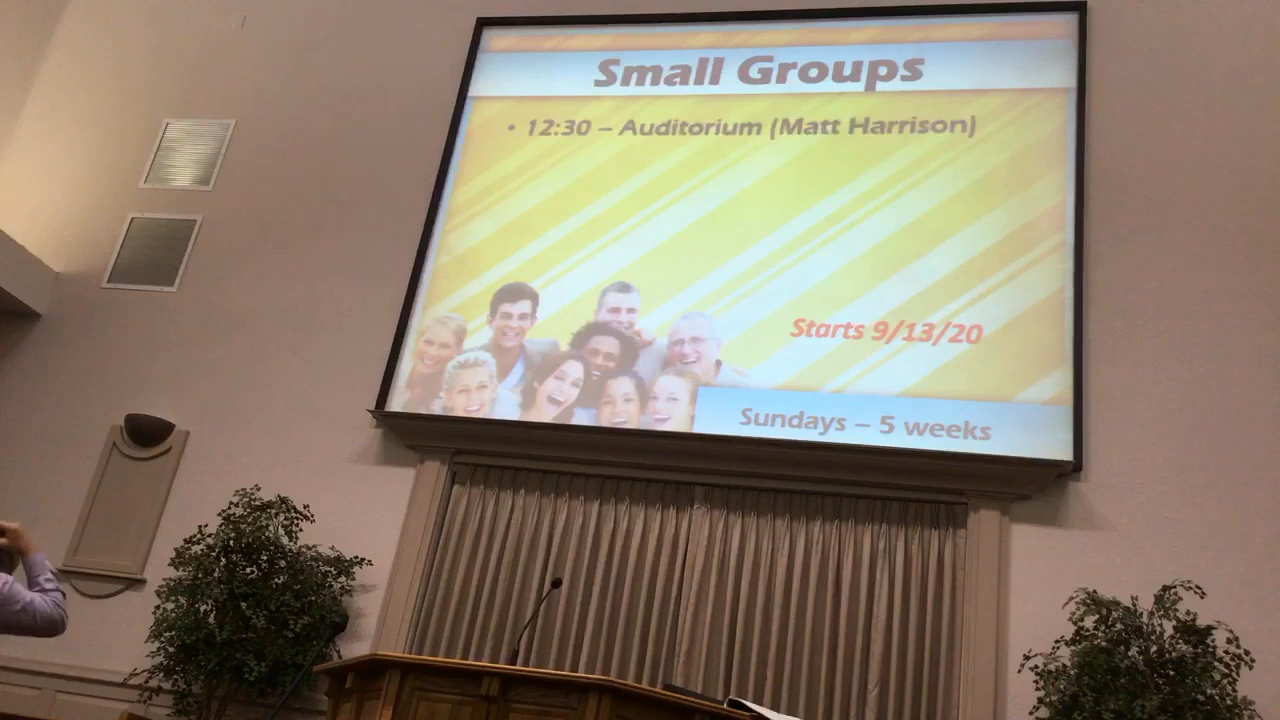 Small Groups
• 12:30 – Auditorium (Matt Harrison)
Starts 9/13/20
Sundays – 5 weeks